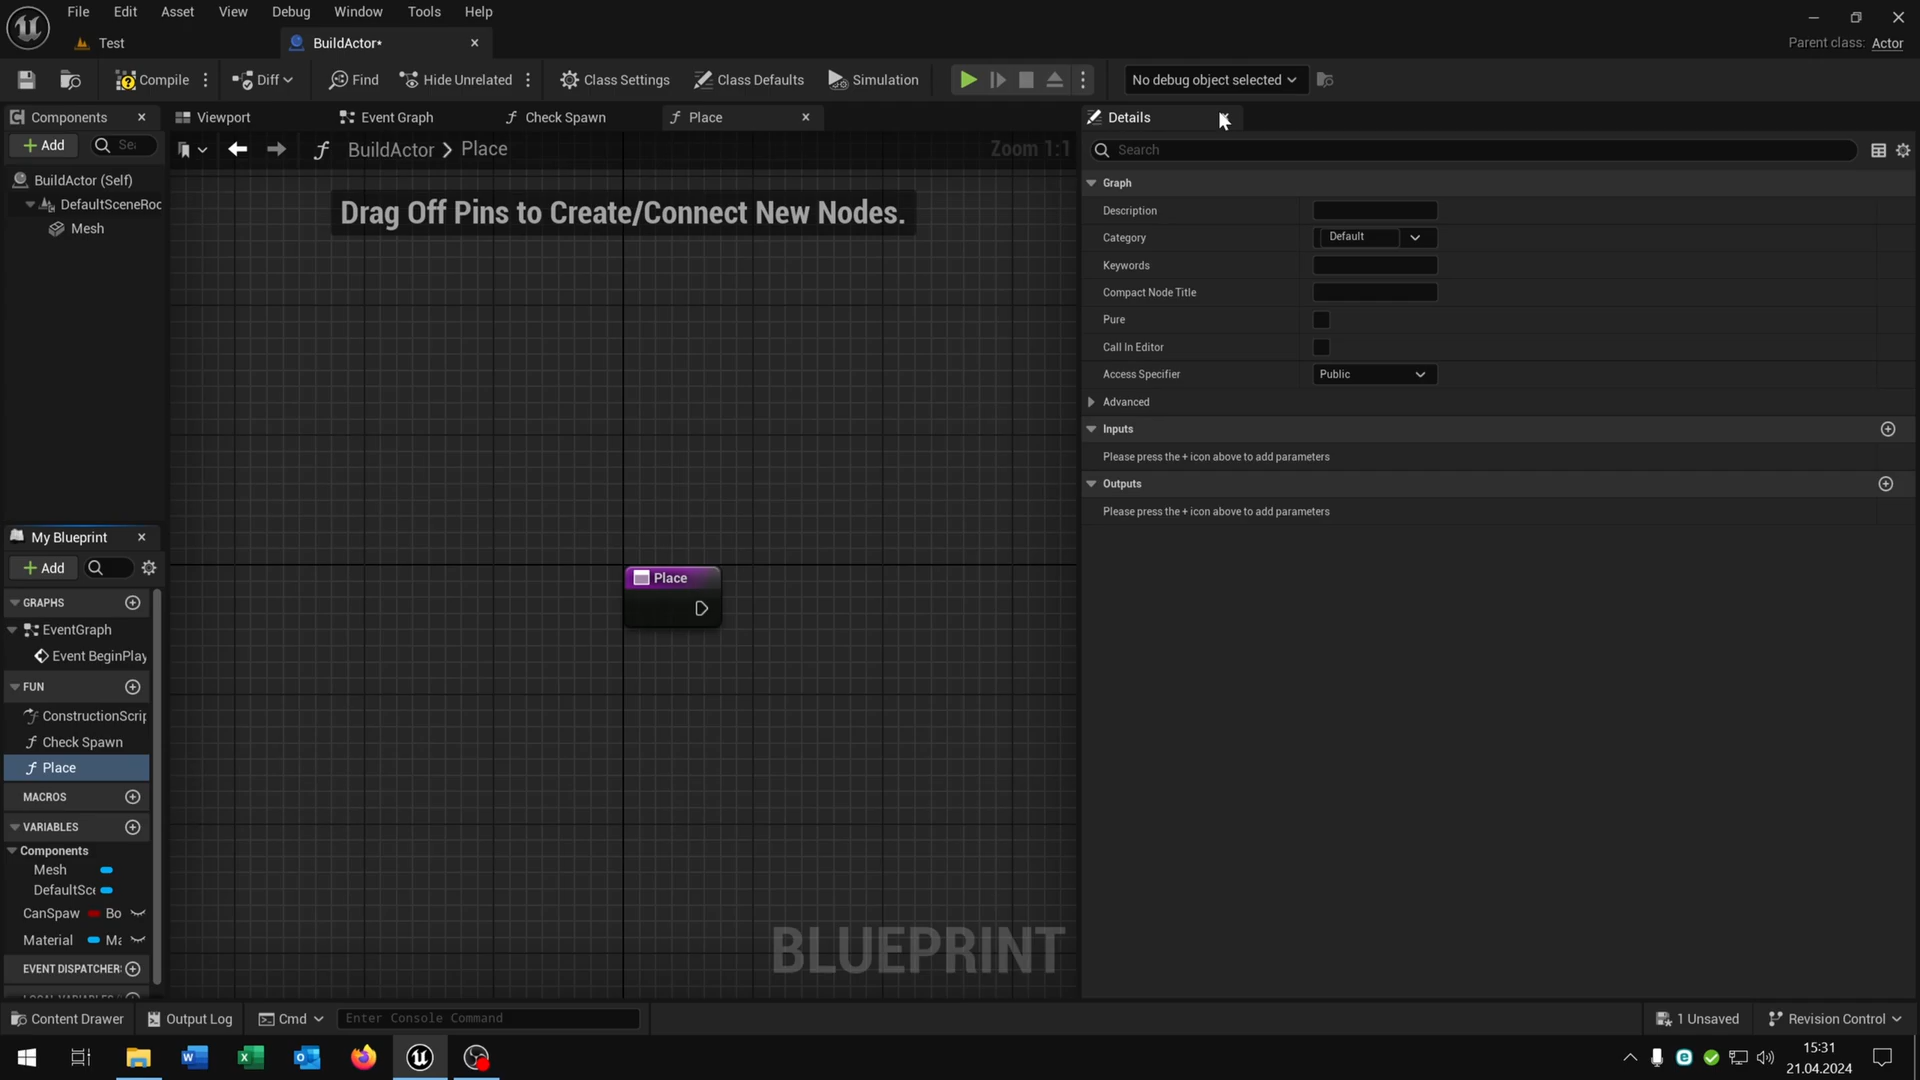 File Edit Asset View Debug Window Tools Help
Test
BuildActor*
Parent class: Actor
Compile
Diff
Find
Hide Unrelated
Class Settings
Class Defaults
Simulation
No debug object selected
Components
Viewport
Event Graph
Check Spawn
Place
Details
Add
BuildActor > Place
Zoom 1:1
Search
BuildActor (Self)
DefaultSceneRoo
Mesh
Drag Off Pins to Create/Connect New Nodes.
Graph
Description
Category Default
Keywords
Compact Node Title
Pure
Call In Editor
Access Specifier Public
Advanced
Inputs
Please press the + icon above to add parameters
Outputs
Please press the + icon above to add parameters
Place
My Blueprint
Add
GRAPHS
EventGraph
Event BeginPlay
FUN
ConstructionScrip
Check Spawn
Place
MACROS
VARIABLES
Components
Mesh
DefaultSce
CanSpaw Bo
Material Ma
EVENT DISPATCHER
BLUEPRINT
Content Drawer
Output Log
Cmd
Enter Console Command
1 Unsaved
Revision Control
15:31
21.04.2024